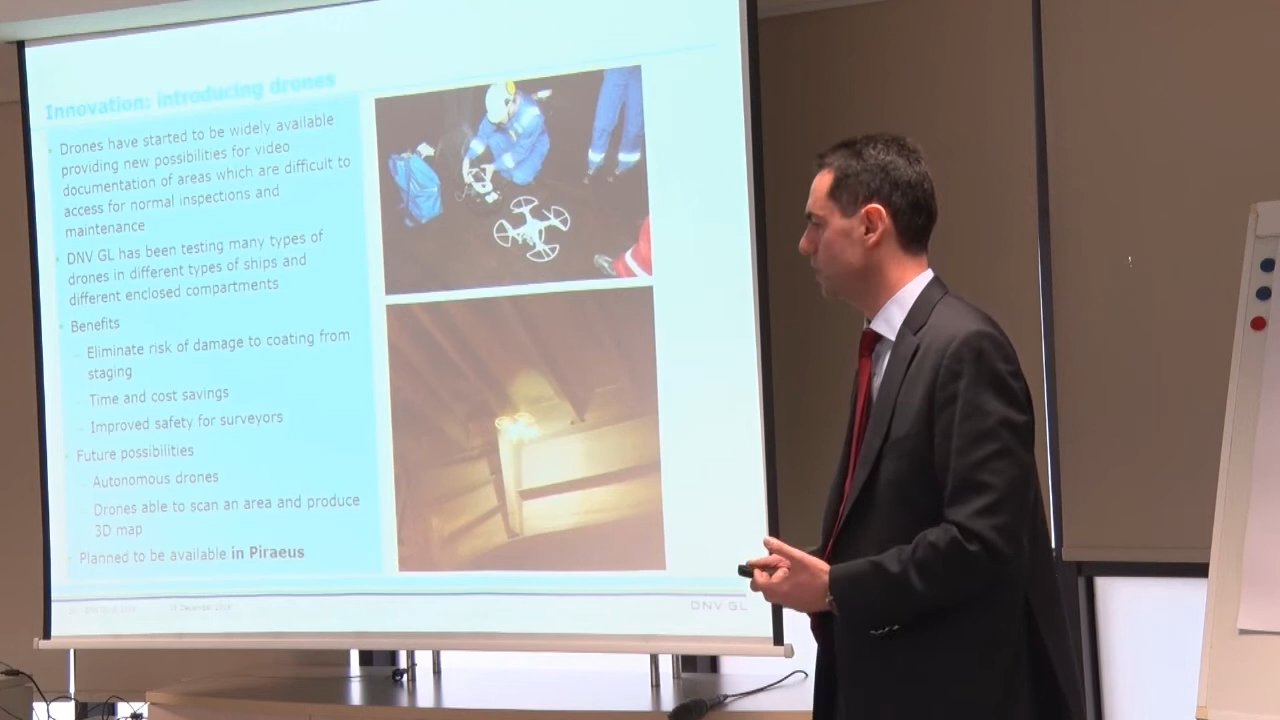 Innovation: introducing drones
Drones have started to be widely available
providing new possibilities for video
documentation of areas which are difficult to
access for normal inspections and
maintenance
DNV GL has been testing many types of
drones in different types of ships and
different enclosed compartments
Benefits
Eliminate risk of damage to coating from
staging
Time and cost savings
Improved safety for surveyors
Future possibilities
Autonomous drones
Drones able to scan an area and produce
3D map
Planned to be available in Piraeus
DNV GL